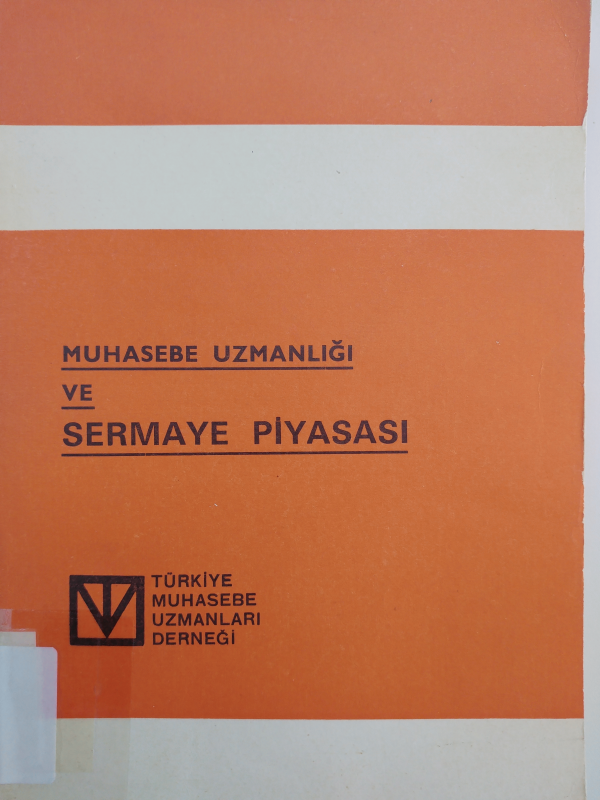 MUHASEBE UZMANLIĞI
VE
SERMAYE PİYASASI
TÜRKİYE
MUHASEBE
UZMANLARI
DERNEĞİ